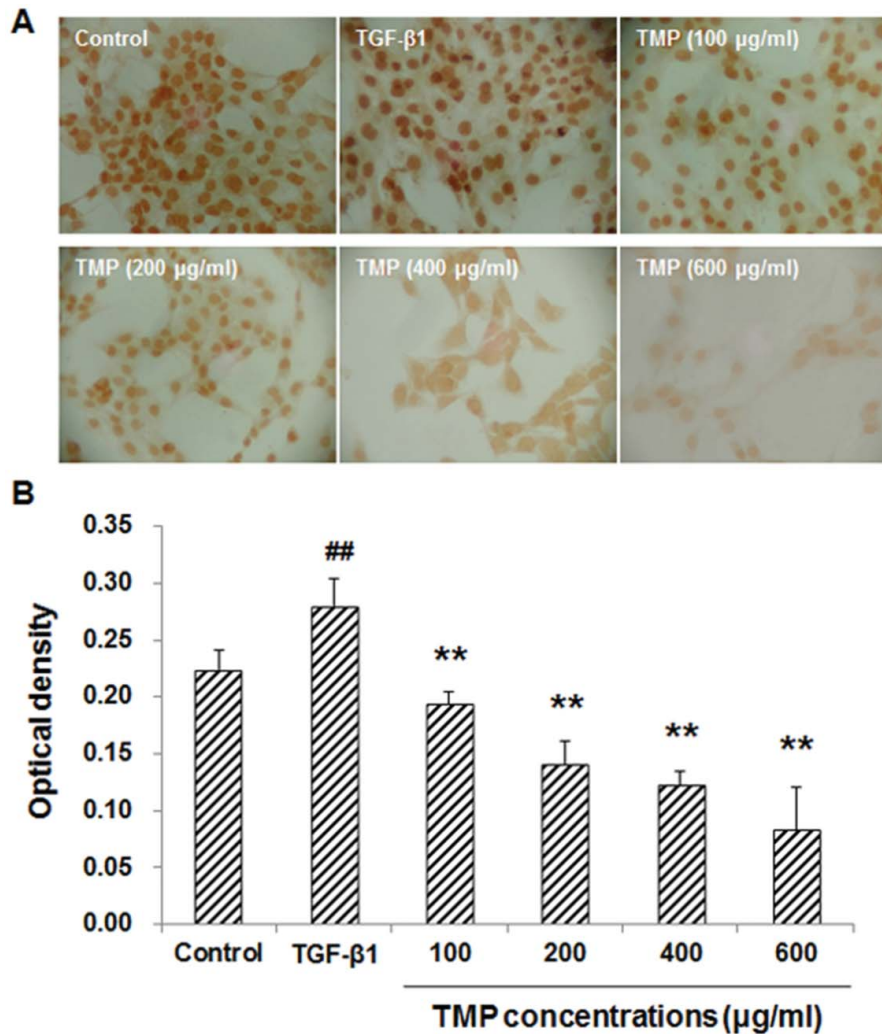 A
Control
TGF-β1
TMP (100 µg/ml)
TMP (200 µg/ml)
TMP (400 µg/ml)
TMP (600 µg/ml)
B
Optical density
0.35
0.30
0.25
0.20
0.15
0.10
0.05
0.00
##
**
**
**
**
Control TGF-β1 100 200 400 600
TMP concentrations (µg/ml)